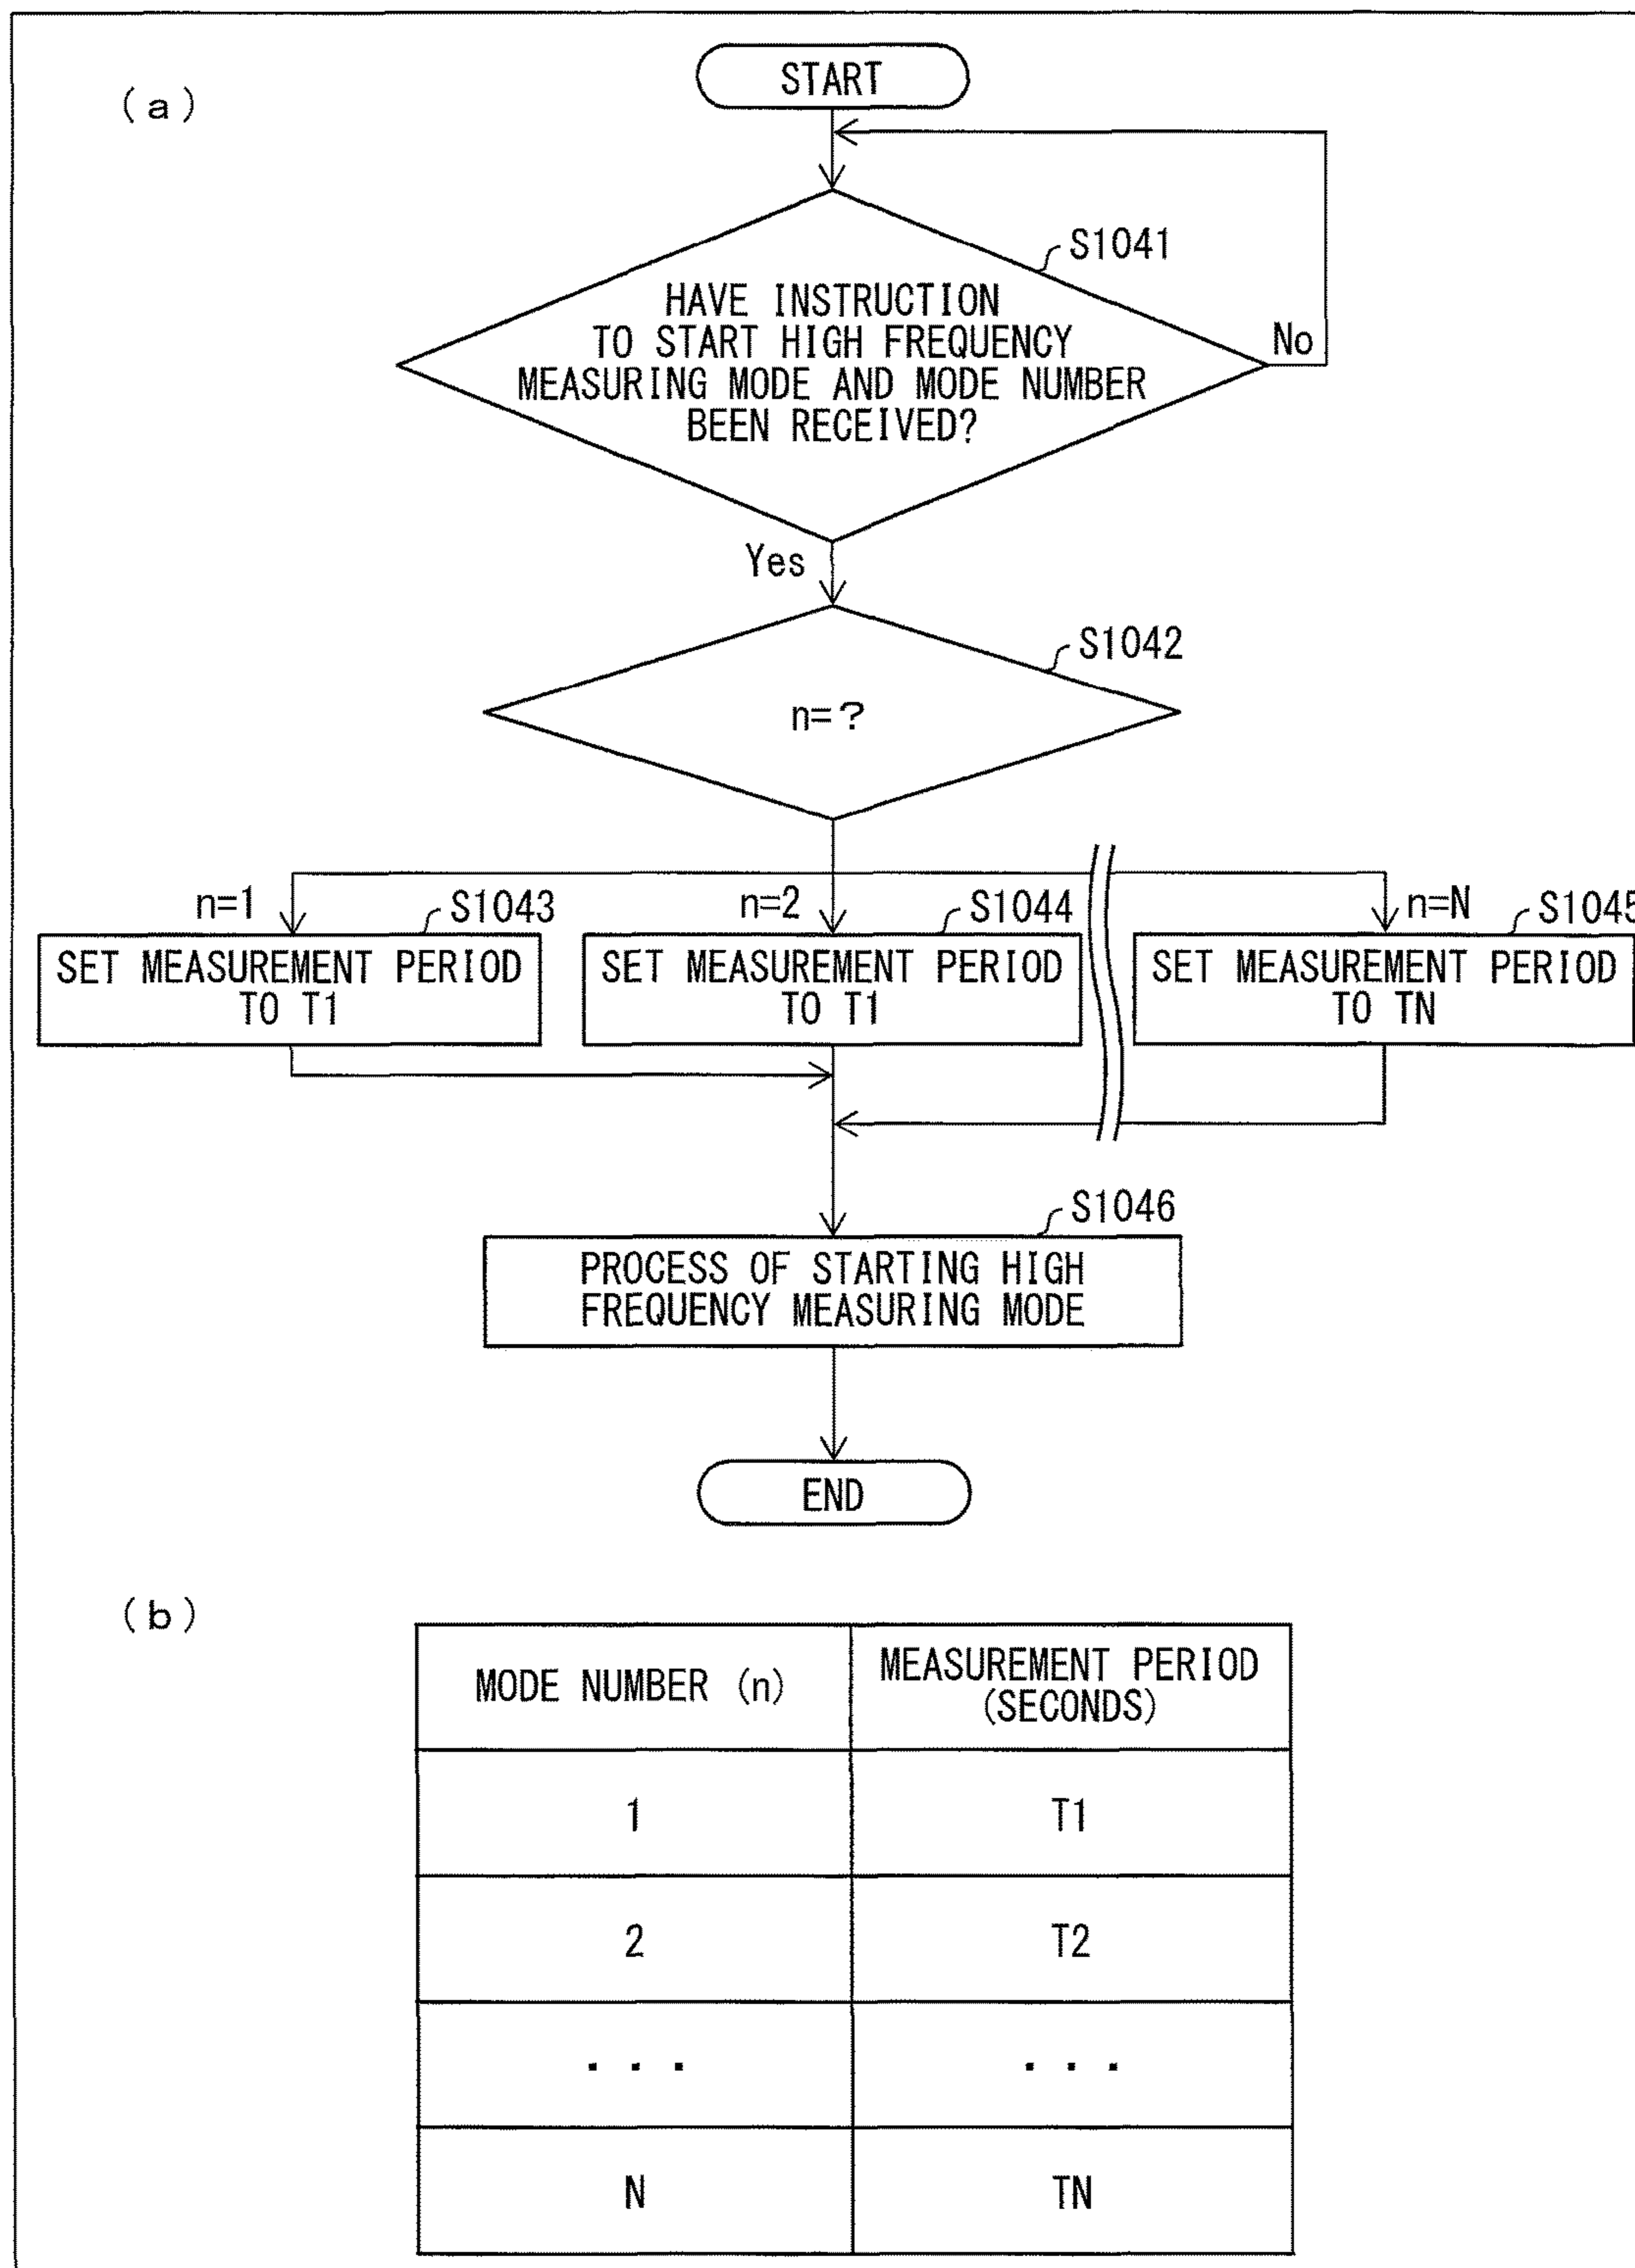 (a)
START
S1041
HAVE INSTRUCTION
TO START HIGH FREQUENCY
MEASURING MODE AND MODE NUMBER
BEEN RECEIVED?
No
Yes
S1042
n=?
n=1
S1043
SET MEASUREMENT PERIOD
TO T1
n=2
S1044
SET MEASUREMENT PERIOD
TO T1
n=N
S1045
SET MEASUREMENT PERIOD
TO TN
S1046
PROCESS OF STARTING HIGH
FREQUENCY MEASURING MODE
END
(b)
MODE NUMBER (n)
MEASUREMENT PERIOD
(SECONDS)
1
T1
2
T2
. . .
. . .
N
TN